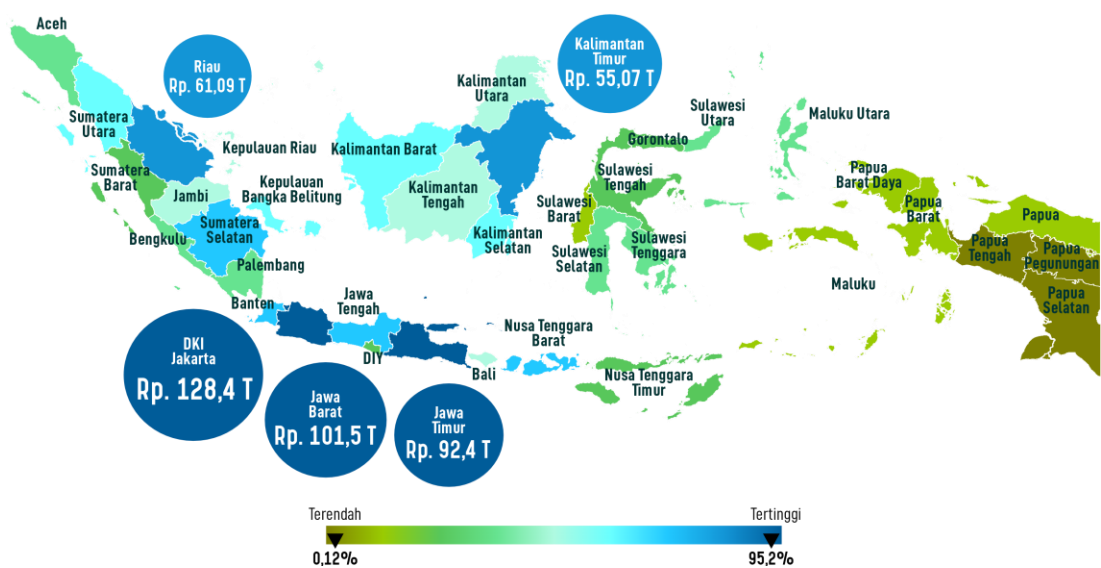 Aceh
Riau
Rp. 61,09 T
Kalimantan
Timur
Rp. 55,07 T
Kalimantan
Utara
Sulawesi
Utara
Maluku Utara
Sumatera
Utara
Gorontalo
Kepulauan Riau
Kalimantan Barat
Papua
Barat Daya
Sumatera
Barat
Jambi
Kepulauan
Bangka Belitung
Kalimantan
Tengah
Sulawesi
Tengah
Sulawesi
Barat
Papua
Barat
Papua
Bengkulu
Sumatera
Selatan
Kalimantan
Selatan
Sulawesi
Selatan
Sulawesi
Tenggara
Papua
Tengah
Papua
Pegunungan
Palembang
Maluku
Papua
Selatan
Banten
Jawa
Tengah
Nusa Tenggara
Barat
DIY
Bali
Nusa Tenggara
Timur
DKI
Jakarta
Rp. 128,4 T
Jawa
Barat
Rp. 101,5 T
Jawa
Timur
Rp. 92,4 T
Terendah
Tertinggi
0,12%
95,2%